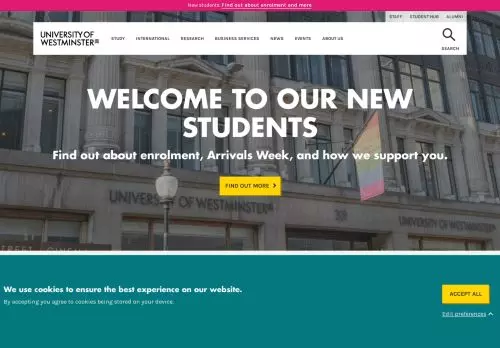 New students: Find out about enrolment and more
STAFF STUDENT HUB ALUMNI
UNIVERSITY OF
WESTMINSTER
STUDY INTERNATIONAL RESEARCH BUSINESS SERVICES NEWS EVENTS ABOUT US
SEARCH
WELCOME TO OUR NEW
STUDENTS
Find out about enrolment, Arrivals Week, and how we support you.
FIND OUT MORE
UNIVERSITY OF WESTMINSTER
UNIVERSITY OF WESTMINSTER
We use cookies to ensure the best experience on our website.
By accepting you agree to cookies being stored on your device.
ACCEPT ALL
Edit preferences